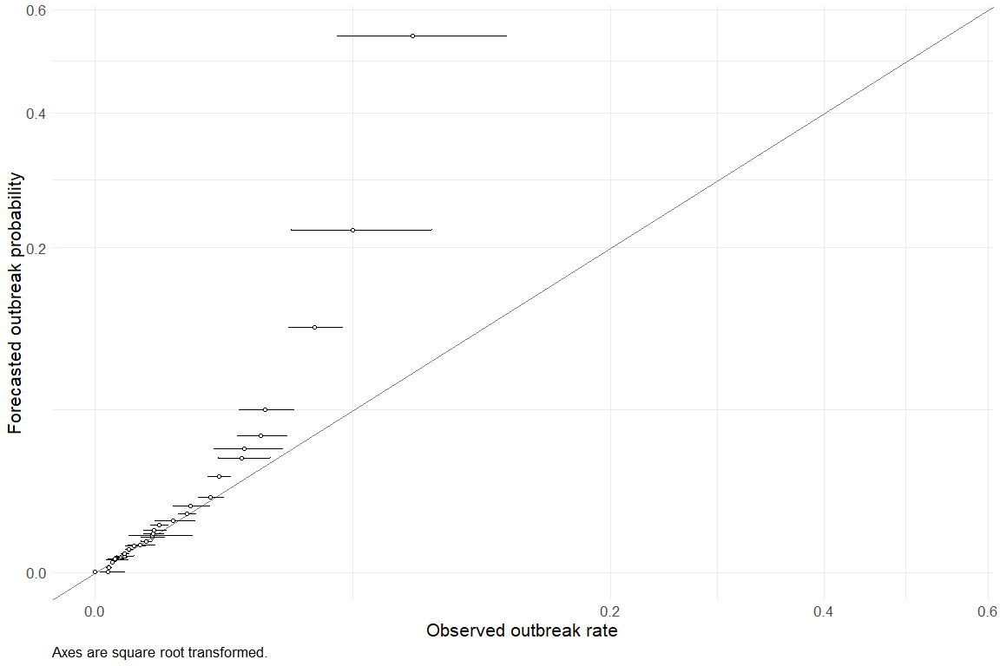 0.6
0.4
0.2
0.0
Forecasted outbreak probability
0.0 0.2 0.4 0.6
Observed outbreak rate
Axes are square root transformed.